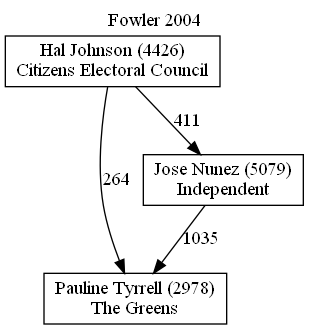 Fowler 2004
Hal Johnson (4426)
Citizens Electoral Council
411
264
Jose Nunez (5079)
Independent
1035
Pauline Tyrrell (2978)
The Greens